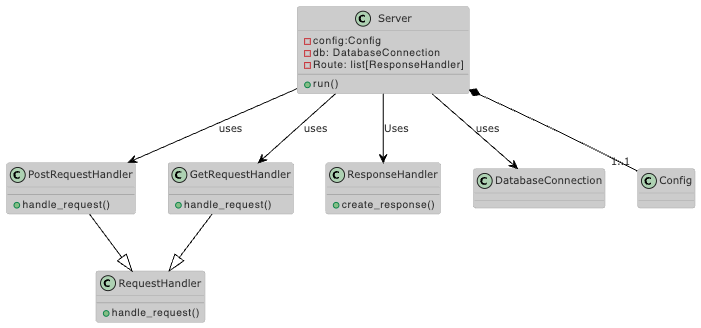 C Server
config:Config
db: DatabaseConnection
Route: list[ResponseHandler]
run()
uses
uses
Uses
uses
1..1
C PostRequestHandler
handle_request()
C GetRequestHandler
handle_request()
C ResponseHandler
create_response()
C DatabaseConnection
C Config
C RequestHandler
handle_request()